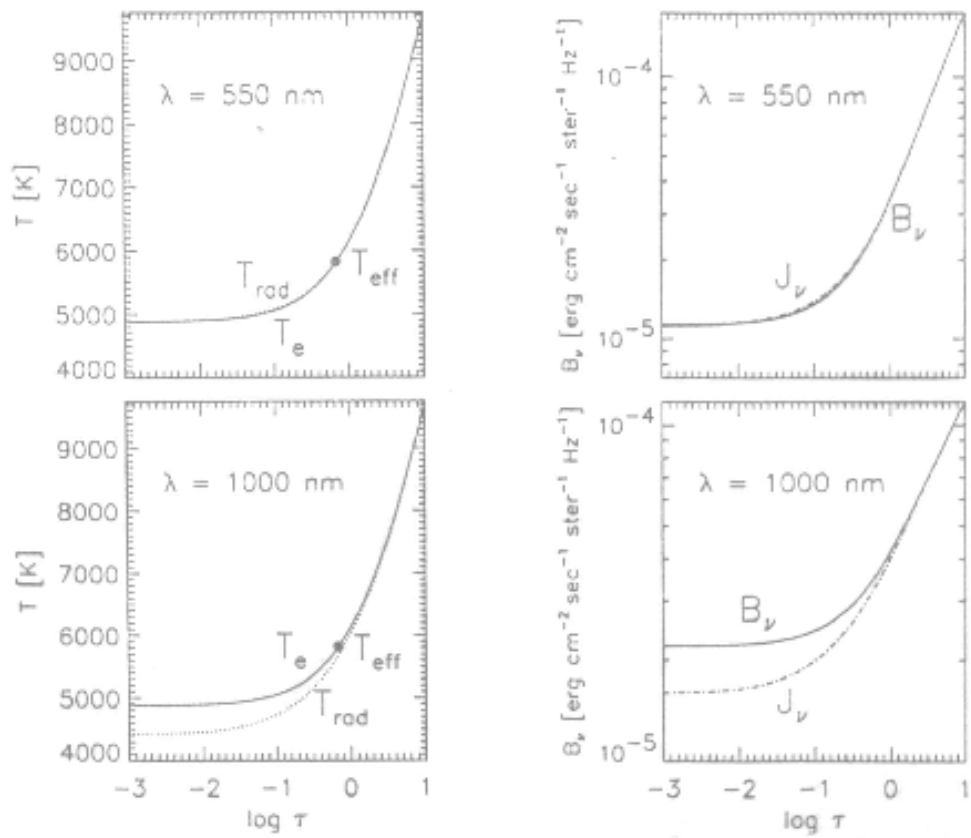 T [K]
9000
8000
7000
6000
5000
4000
λ = 550 nm
T_rad
T_eff
T_e
B_ν [erg cm⁻² sec⁻¹ ster⁻¹ Hz⁻¹]
10⁻⁴
10⁻⁵
λ = 550 nm
B_ν
J_ν
T [K]
9000
8000
7000
6000
5000
4000
λ = 1000 nm
T_e
T_eff
T_rad
-3 -2 -1 0 1
log τ
B_ν [erg cm⁻² sec⁻¹ ster⁻¹ Hz⁻¹]
10⁻⁴
10⁻⁵
λ = 1000 nm
B_ν
J_ν
-3 -2 -1 0 1
log τ